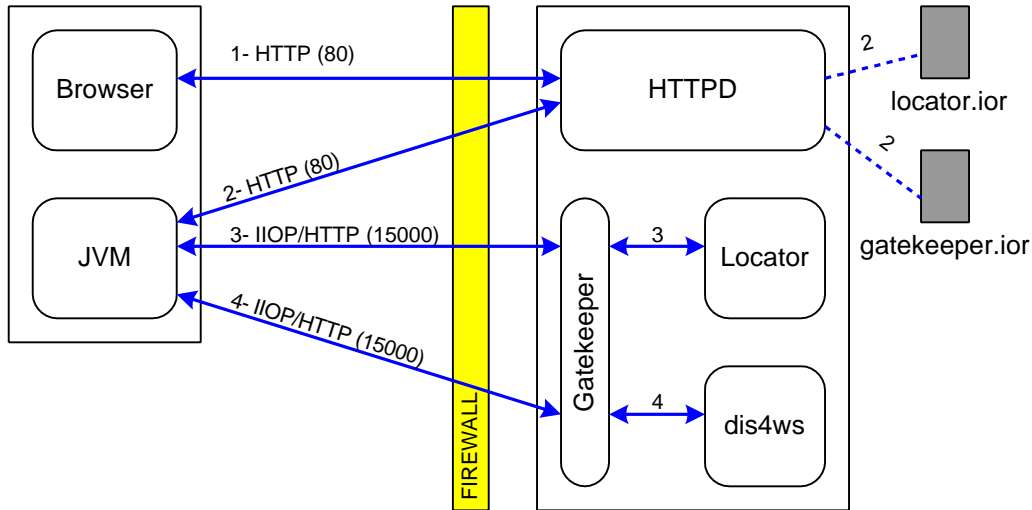 1- HTTP (80)
Browser
HTTPD
2
locator.ior
2
2- HTTP (80)
3- IIOP/HTTP (15000)
3
JVM
Locator
gatekeeper.ior
4- IIOP/HTTP (15000)
Gatekeeper
4
dis4ws
FIREWALL